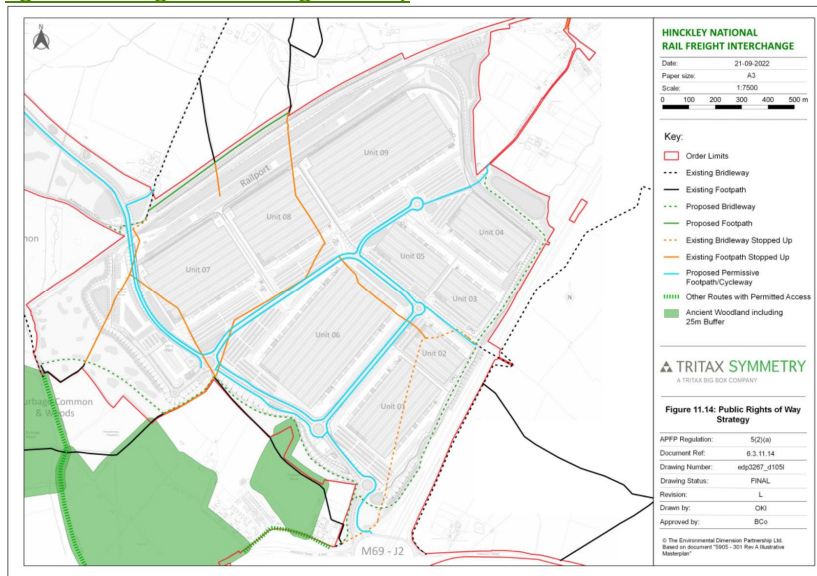 N
Unit 09
Railport
Unit 08
Unit 07
Unit 04
Unit 05
Unit 03
Unit 06
Unit 02
Unit 01
Common
& Woods
M69 - J2
HINCKLEY NATIONAL
RAIL FREIGHT INTERCHANGE
Date: 21-09-2022
Paper size: A3
Scale: 1:7500
0 100 200 300 400 500 m
Key:
Order Limits
Existing Bridleway
Existing Footpath
Proposed Bridleway
Proposed Footpath
Existing Bridleway Stopped Up
Existing Footpath Stopped Up
Proposed Permissive
Footpath/Cycleway
Other Routes with Permitted Access
Ancient Woodland including
25m Buffer
TRITAX SYMMETRY
A TRITAX BIG BOX COMPANY
Figure 11.14: Public Rights of Way
Strategy
APFP Regulation: 5(2)(a)
Document Ref: 6.3.11.14
Drawing Number: edp3267_d105l
Drawing Status: FINAL
Revision: L
Drawn by: OKI
Approved by: BCo
© The Environmental Dimension Partnership Ltd.
Based on document "5905 - 301 Rev A Illustrative
Masterplan"